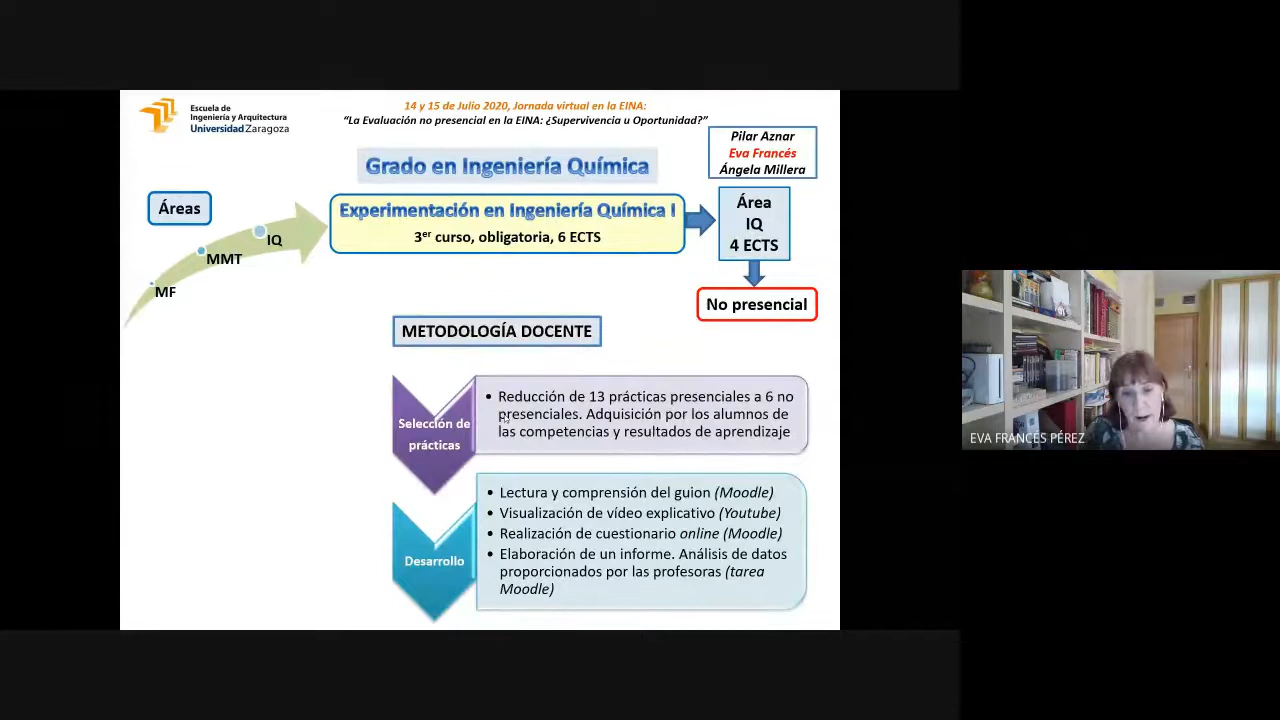 Escuela de
Ingeniería y Arquitectura
Universidad Zaragoza
14 y 15 de Julio 2020, Jornada virtual en la EINA:
“La Evaluación no presencial en la EINA: ¿Supervivencia u Oportunidad?”
Pilar Aznar
Eva Francés
Ángela Millera
Grado en Ingeniería Química
Áreas
IQ
MMT
MF
Experimentación en Ingeniería Química I
3er curso, obligatoria, 6 ECTS
Área
IQ
4 ECTS
No presencial
METODOLOGÍA DOCENTE
Selección de
prácticas
• Reducción de 13 prácticas presenciales a 6 no
presenciales. Adquisición por los alumnos de
las competencias y resultados de aprendizaje
Desarrollo
• Lectura y comprensión del guion (Moodle)
• Visualización de vídeo explicativo (Youtube)
• Realización de cuestionario online (Moodle)
• Elaboración de un informe. Análisis de datos
proporcionados por las profesoras (tarea
Moodle)
EVA FRANCÉS PÉREZ